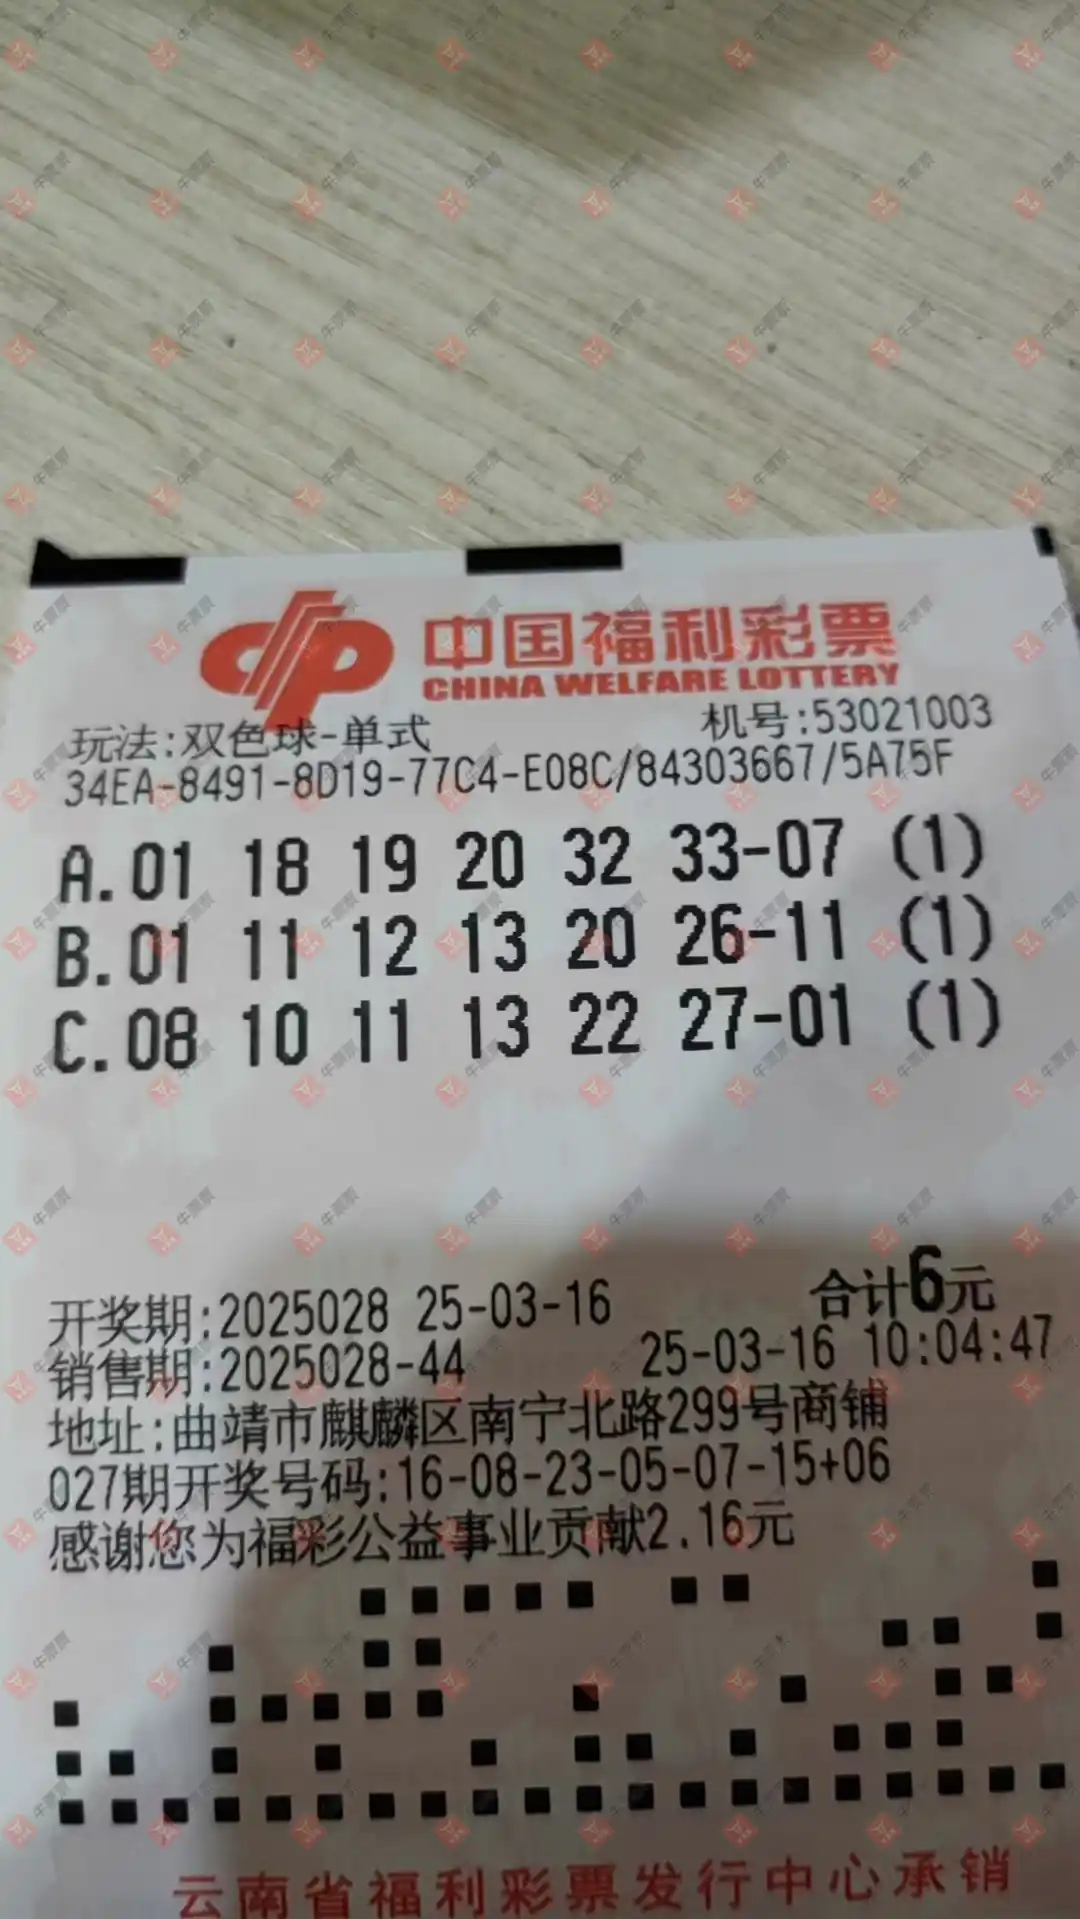 中国福利彩票
CHINA WELFARE LOTTERY
玩法:双色球-单式 机号:53021003
34EA-8491-8D19-77C4-E08C/84303667/5A75F
A.01 18 19 20 32 33-07 (1)
B.01 11 12 13 20 26-11 (1)
C.08 10 11 13 22 27-01 (1)
开奖期:2025028 25-03-16 合计6元
销售期:2025028-44 25-03-16 10:04:47
地址:曲靖市麒麟区南宁北路299号商铺
027期开奖号码:16-08-23-05-07-15+06
感谢您为福彩公益事业贡献2.16元
云南省福利彩票发行中心承销